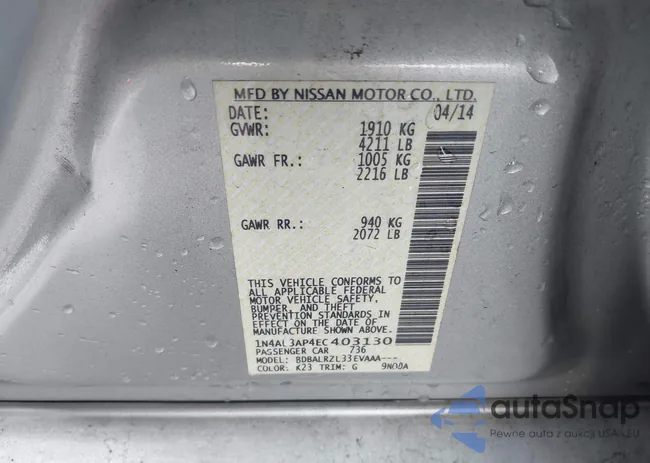 MFD BY NISSAN MOTOR CO., LTD.
DATE: 04/14
GVWR: 1910 KG
4211 LB
GAWR FR.: 1005 KG
2216 LB
GAWR RR.: 940 KG
2072 LB
THIS VEHICLE CONFORMS TO
ALL APPLICABLE FEDERAL
MOTOR VEHICLE SAFETY,
BUMPER, AND THEFT
PREVENTION STANDARDS IN
EFFECT ON THE DATE OF
MANUFACTURE SHOWN ABOVE.
1N4AL3AP4EC403130
PASSENGER CAR 736
MODEL: BDBALRZL33EVAAA---
COLOR: K23 TRIM: G 9N00A
autaSnap
Pewne auta z aukcji USA i EU